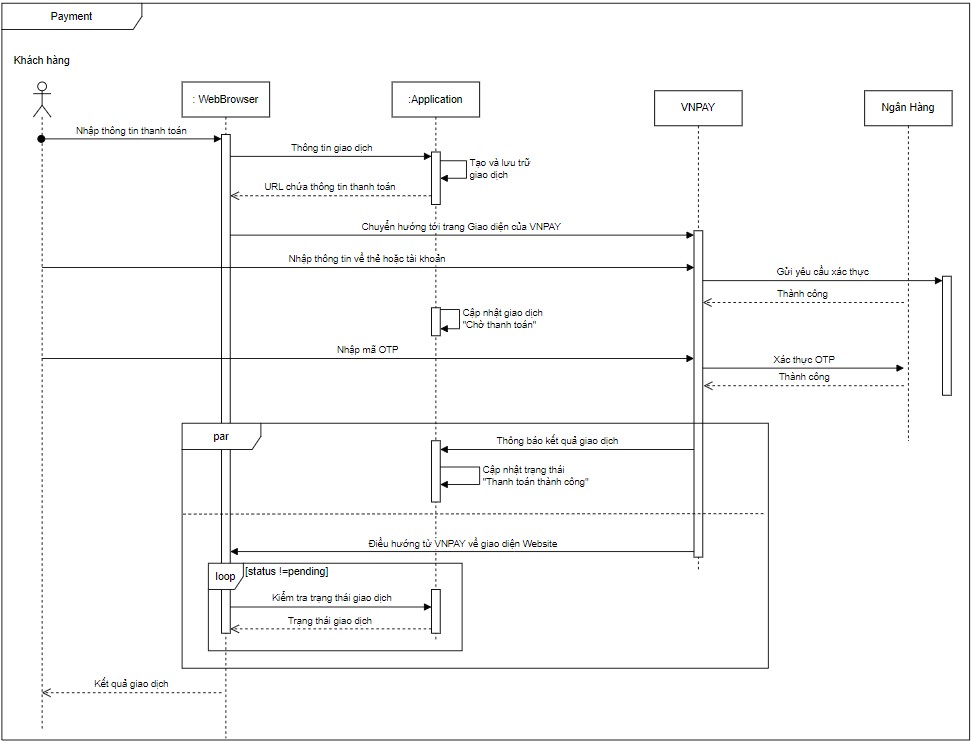 Payment
Khách hàng
: WebBrowser
:Application
VNPAY
Ngân Hàng
Nhập thông tin thanh toán
Thông tin giao dịch
Tạo và lưu trữ
giao dịch
URL chứa thông tin thanh toán
Chuyển hướng tới trang Giao diện của VNPAY
Nhập thông tin về thẻ hoặc tài khoản
Gửi yêu cầu xác thực
Thành công
Cập nhật giao dịch
"Chờ thanh toán"
Nhập mã OTP
Xác thực OTP
Thành công
par
Thông báo kết quả giao dịch
Cập nhật trạng thái
"Thanh toán thành công"
Điều hướng từ VNPAY về giao diện Website
loop
[status !=pending]
Kiểm tra trạng thái giao dịch
Trạng thái giao dịch
Kết quả giao dịch